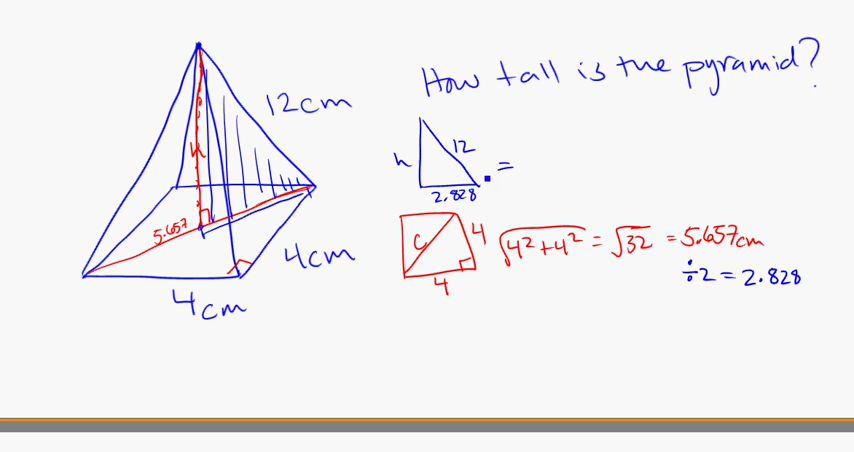 How tall is the pyramid?
12cm
h
5.657
4cm
4cm
h
12
=
2.828
c
4
4
√4²+4² = √32 = 5.657cm
÷2 = 2.828